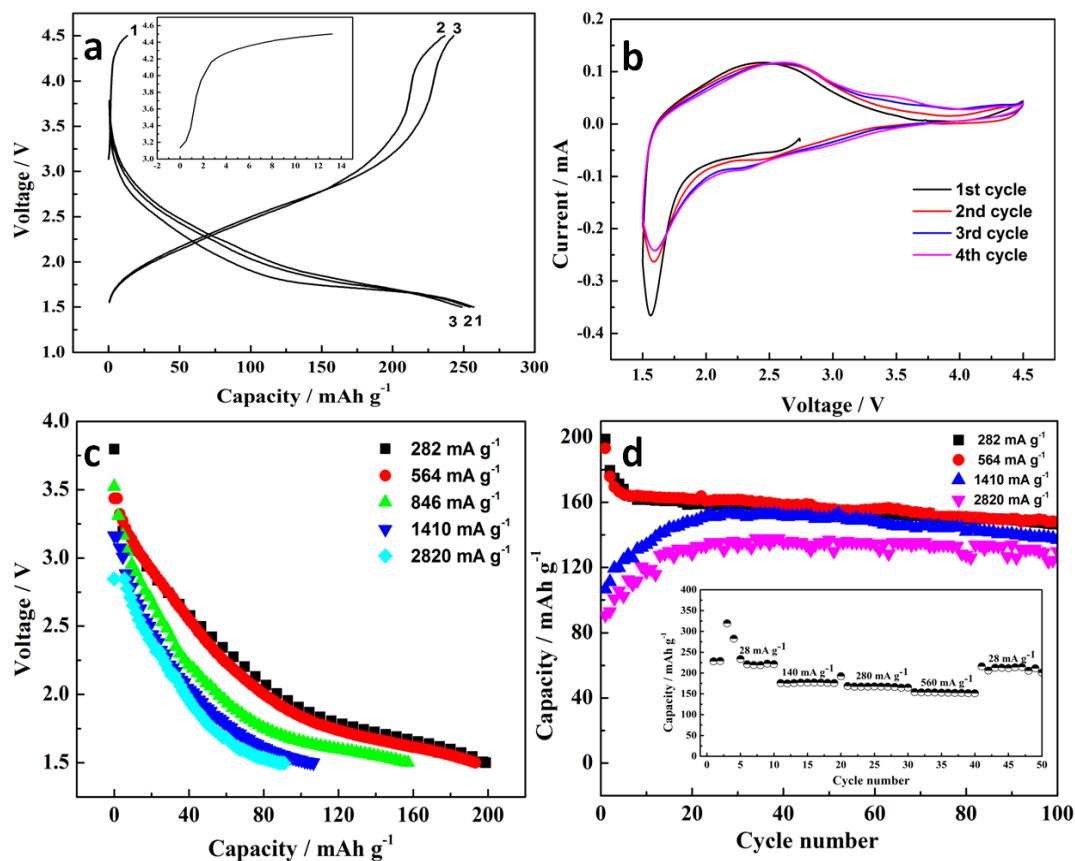 a
1
2 3
3 21
4.5
4.0
3.5
3.0
2.5
2.0
1.5
1.0
Voltage / V
0 50 100 150 200 250 300
Capacity / mAh g⁻¹
4.6
4.4
4.2
4.0
3.8
3.6
3.4
3.2
3.0
-2 0 2 4 6 8 10 12 14
b
0.2
0.1
0.0
-0.1
-0.2
-0.3
-0.4
Current / mA
1st cycle
2nd cycle
3rd cycle
4th cycle
1.5 2.0 2.5 3.0 3.5 4.0 4.5
Voltage / V
c
4.0
3.5
3.0
2.5
2.0
1.5
1.0
Voltage / V
282 mA g⁻¹
564 mA g⁻¹
846 mA g⁻¹
1410 mA g⁻¹
2820 mA g⁻¹
0 40 80 120 160 200
Capacity / mAh g⁻¹
d
200
160
120
80
40
0
Capacity / mAh g⁻¹
282 mA g⁻¹
564 mA g⁻¹
1410 mA g⁻¹
2820 mA g⁻¹
400
350
300
250
200
150
100
50
0
Capacity / mAh g⁻¹
28 mA g⁻¹
140 mA g⁻¹
280 mA g⁻¹
560 mA g⁻¹
28 mA g⁻¹
0 5 10 15 20 25 30 35 40 45 50
Cycle number
0 20 40 60 80 100
Cycle number